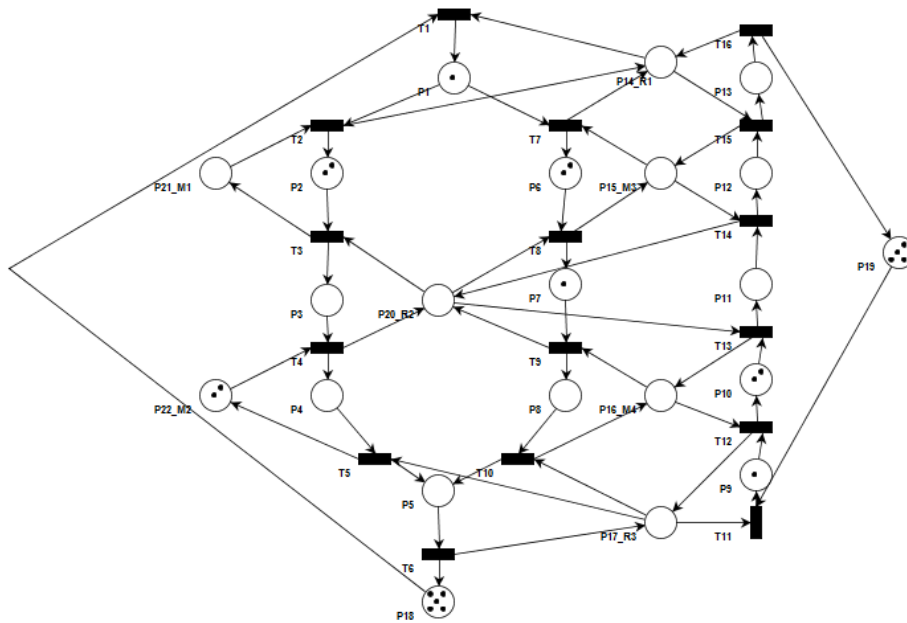 T1
T16
P1
P14_R1
P13
T2
T7
T15
P21_M1
P2
P6
P15_M3
P12
T3
T8
T14
P19
P3
P20_R2
P7
P11
T4
T9
T13
P22_M2
P4
P8
P16_M4
P10
T12
T5
T10
P9
P5
P17_R3
T11
T6
P18